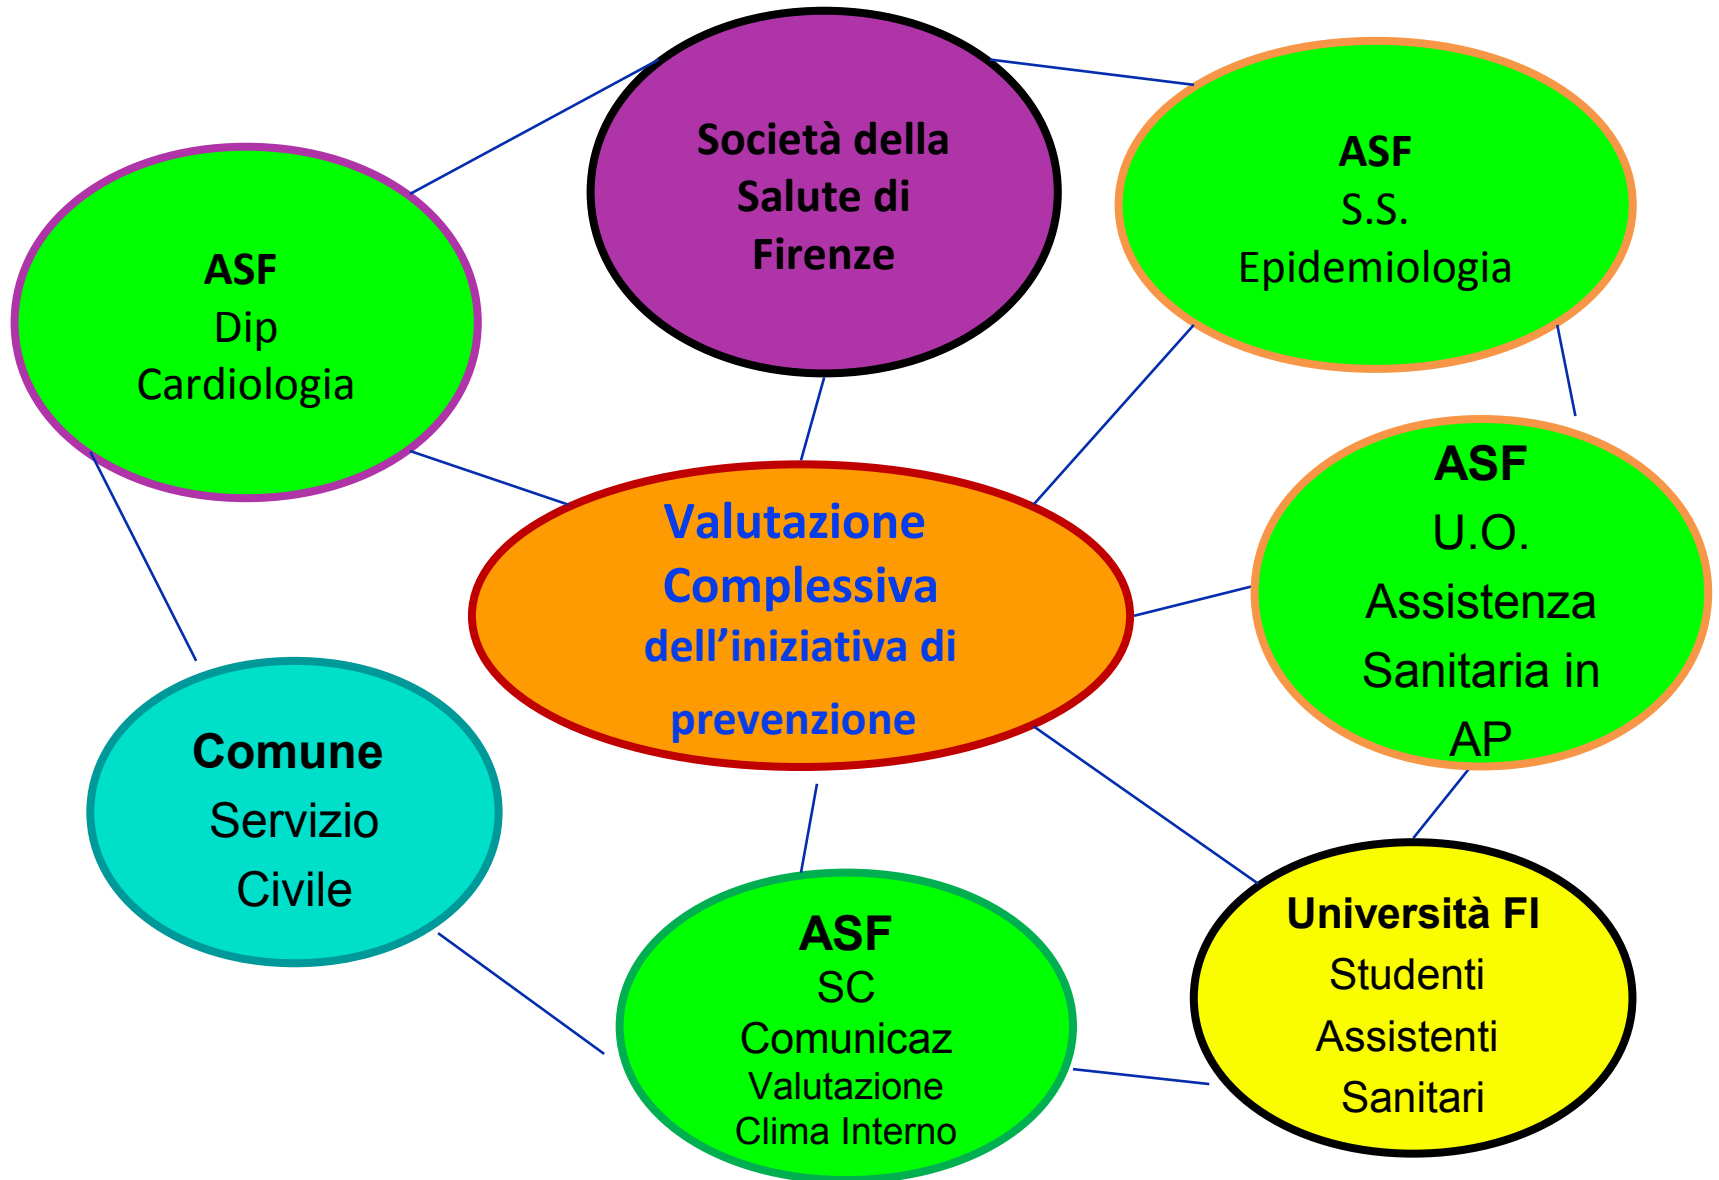 Società della
Salute di
Firenze
ASF
S.S.
Epidemiologia
ASF
Dip
Cardiologia
ASF
U.O.
Assistenza
Sanitaria in
AP
Valutazione
Complessiva
dell’iniziativa di
prevenzione
Comune
Servizio
Civile
ASF
SC
Comunicaz
Valutazione
Clima Interno
Università FI
Studenti
Assistenti
Sanitari